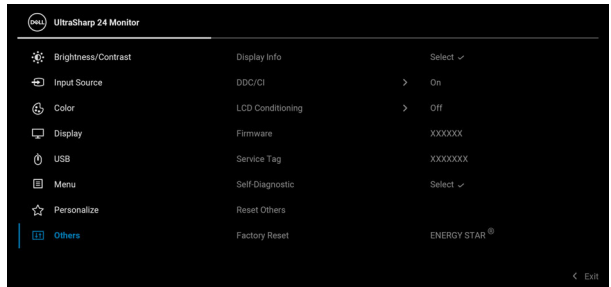 DELL UltraSharp 24 Monitor
Brightness/Contrast Display Info Select ✓
Input Source DDC/CI > On
Color LCD Conditioning > Off
Display Firmware XXXXXX
USB Service Tag XXXXXXX
Menu Self-Diagnostic Select ✓
Personalize Reset Others
Others Factory Reset ENERGY STAR ®
< Exit